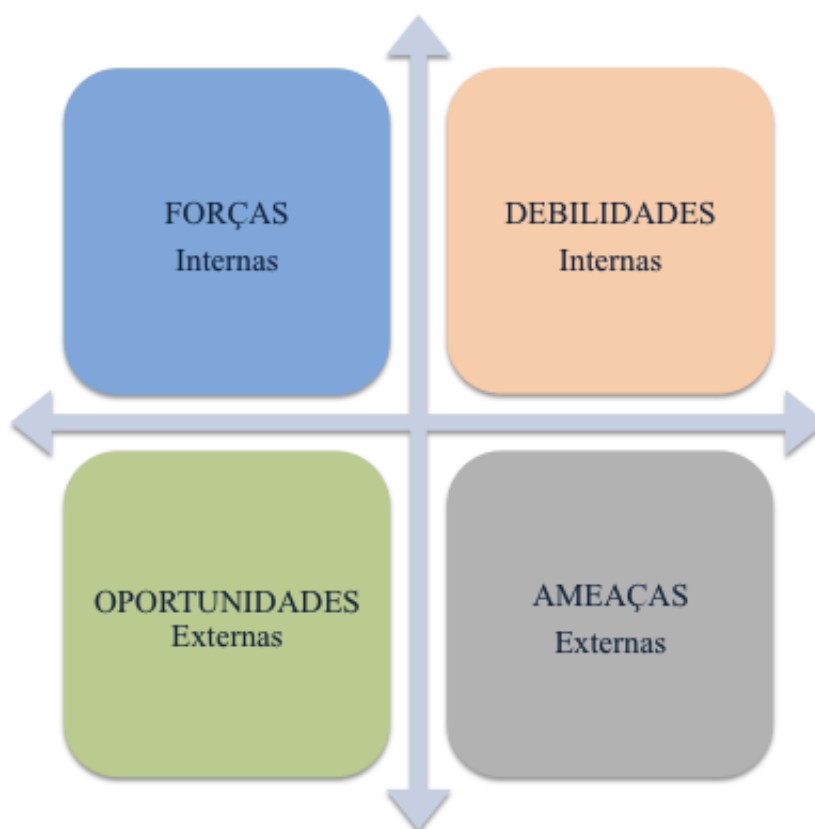 FORÇAS
Internas
DEBILIDADES
Internas
OPORTUNIDADES
Externas
AMEAÇAS
Externas